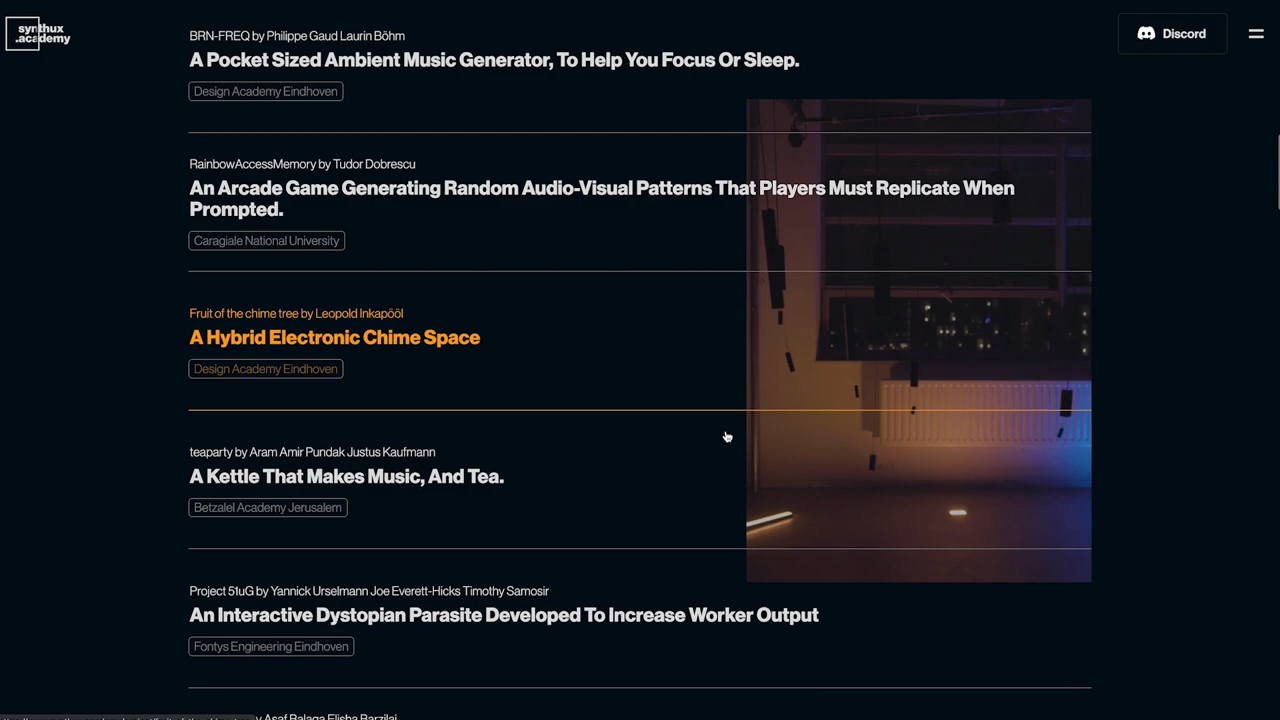 synthux
.academy
Discord
BRN-FREQ by Philippe Gaud Laurin Böhm
A Pocket Sized Ambient Music Generator, To Help You Focus Or Sleep.
Design Academy Eindhoven
RainbowAccessMemory by Tudor Dobrescu
An Arcade Game Generating Random Audio-Visual Patterns That Players Must Replicate When
Prompted.
Caragiale National University
Fruit of the chime tree by Leopold Inkapööl
A Hybrid Electronic Chime Space
Design Academy Eindhoven
teaparty by Aram Amir Pundak Justus Kaufmann
A Kettle That Makes Music, And Tea.
Betzalel Academy Jerusalem
Project 51uG by Yannick Urselmann Joe Everett-Hicks Timothy Samosir
An Interactive Dystopian Parasite Developed To Increase Worker Output
Fontys Engineering Eindhoven
y Asaf Balaga Elisha Barzilai